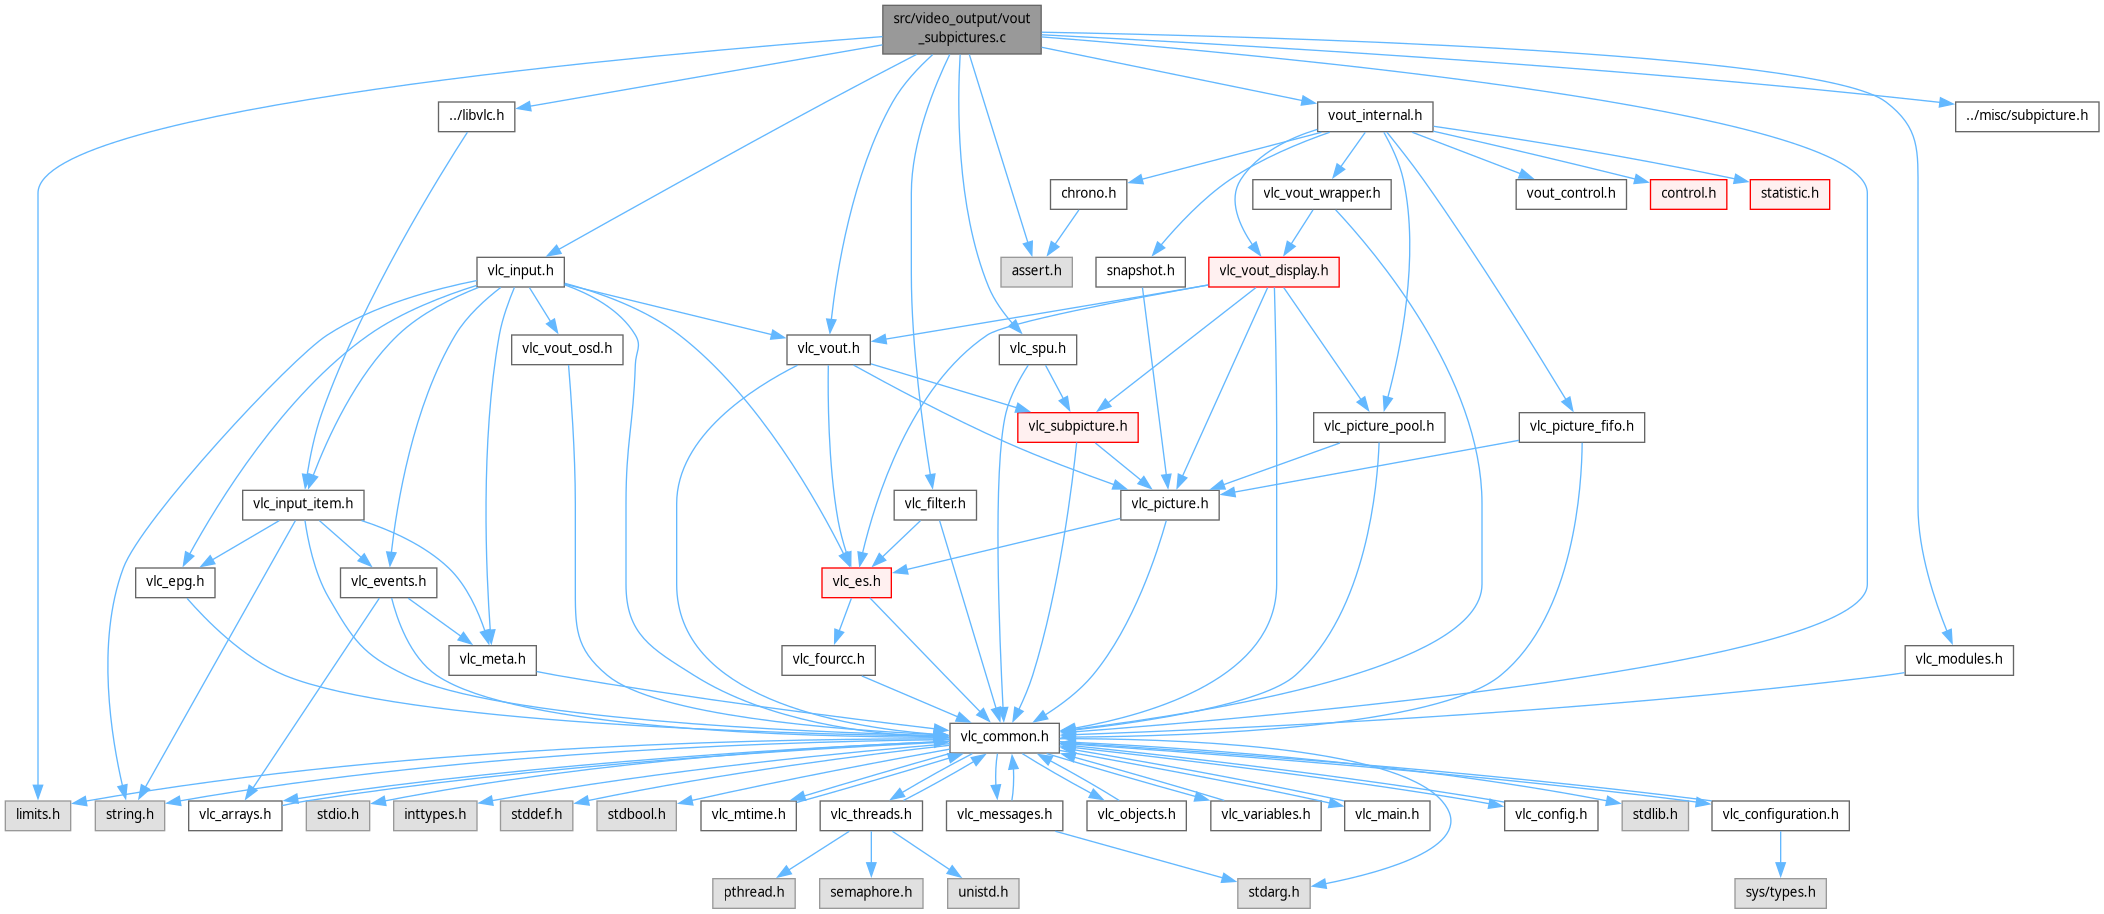 src/video_output/vout
_subpictures.c
../libvlc.h
vout_internal.h
../misc/subpicture.h
chrono.h
vlc_vout_wrapper.h
vout_control.h
control.h
statistic.h
vlc_input.h
assert.h
snapshot.h
vlc_vout_display.h
vlc_vout_osd.h
vlc_vout.h
vlc_spu.h
vlc_subpicture.h
vlc_picture_pool.h
vlc_picture_fifo.h
vlc_input_item.h
vlc_filter.h
vlc_picture.h
vlc_epg.h
vlc_events.h
vlc_es.h
vlc_meta.h
vlc_fourcc.h
vlc_modules.h
vlc_common.h
limits.h
string.h
vlc_arrays.h
stdio.h
inttypes.h
stddef.h
stdbool.h
vlc_mtime.h
vlc_threads.h
vlc_messages.h
vlc_objects.h
vlc_variables.h
vlc_main.h
vlc_config.h
stdlib.h
vlc_configuration.h
pthread.h
semaphore.h
unistd.h
stdarg.h
sys/types.h